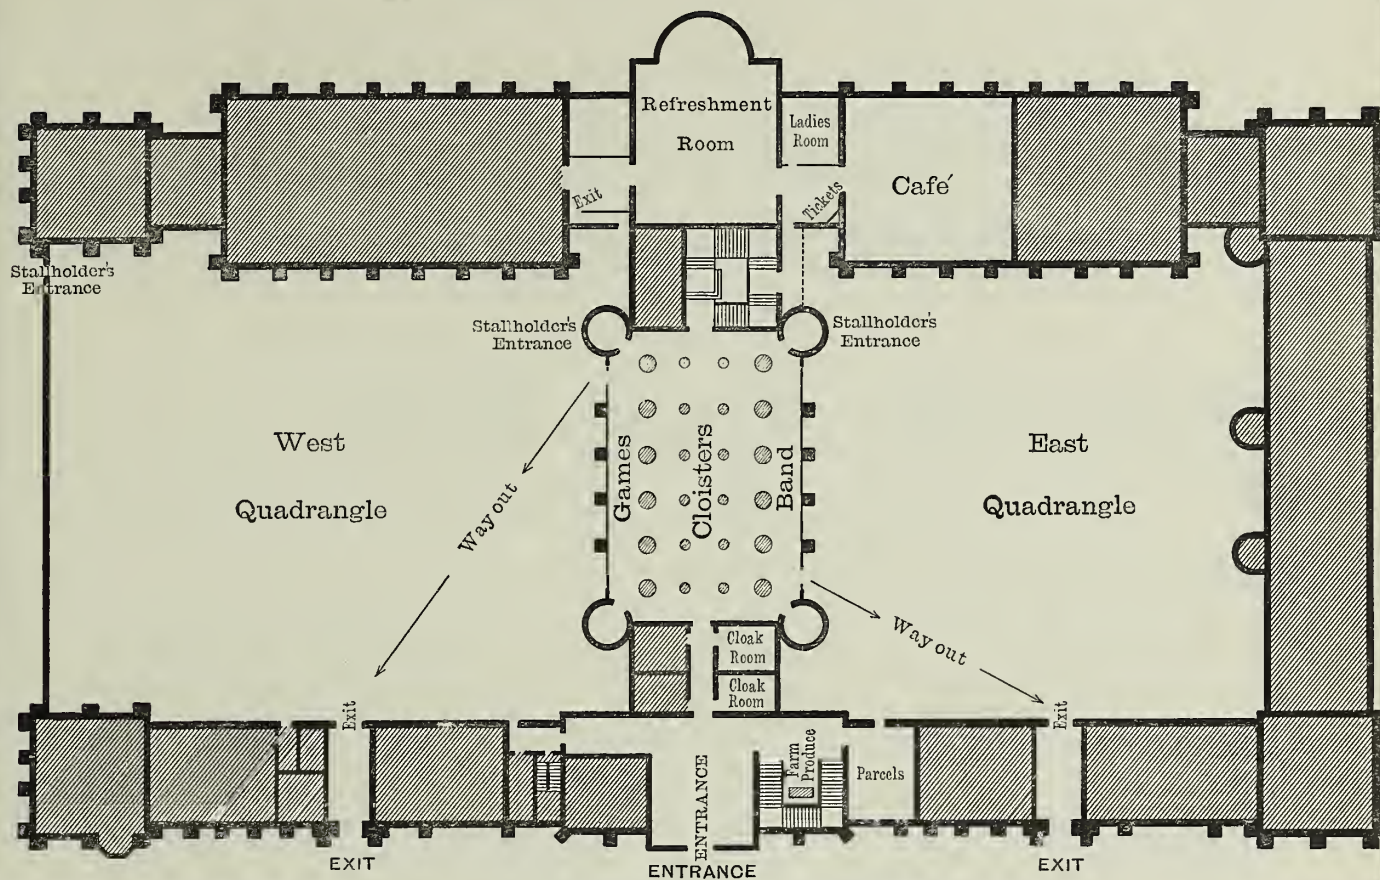 Refreshment
Room
Ladies
Room
Café
Exit
Tickets
Stallholder's
Entrance
Stallholder's
Entrance
Stallholder's
Entrance
West
Quadrangle
Way out
Games
Cloisters
Band
East
Quadrangle
Way out
Cloak
Room
Cloak
Room
Exit
Exit
Farm
Produce
Parcels
ENTRANCE
EXIT
ENTRANCE
EXIT